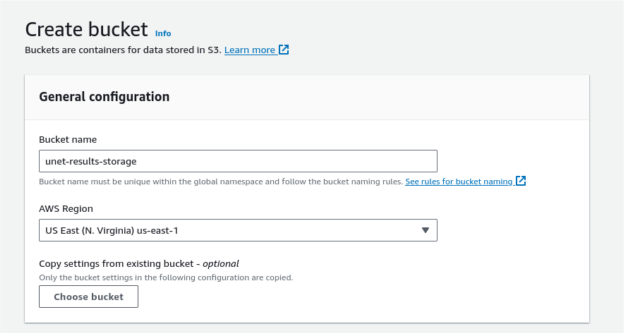 Create bucket Info
Buckets are containers for data stored in S3. Learn more
General configuration
Bucket name
unet-results-storage
Bucket name must be unique within the global namespace and follow the bucket naming rules. See rules for bucket naming
AWS Region
US East (N. Virginia) us-east-1
Copy settings from existing bucket - optional
Only the bucket settings in the following configuration are copied.
Choose bucket